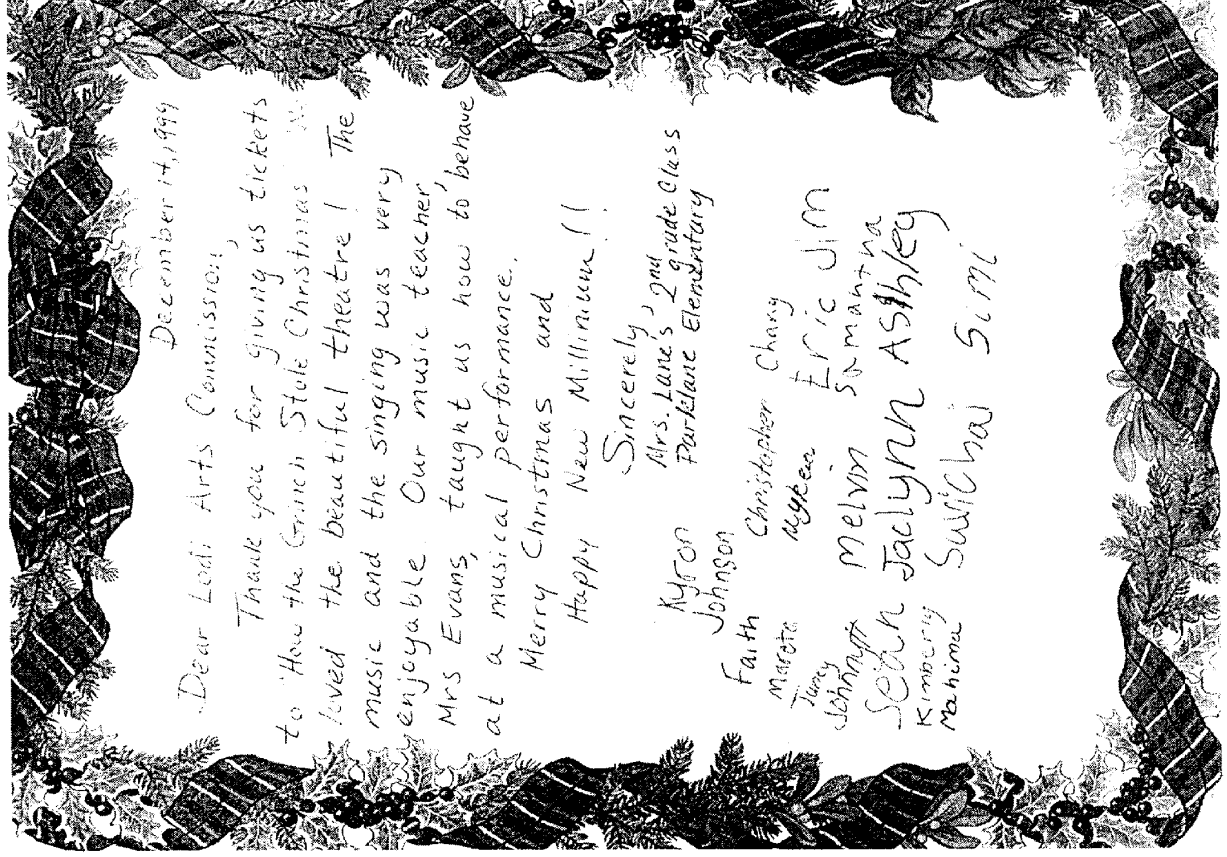 December 14, 1999
Dear Lodi Arts Commission,
Thank you for giving us tickets
to "How the Grinch Stole Christmas
loved the beautiful theatre! The
music and the singing was very
enjoyable. Our music teacher,
Mrs Evans, taught us how to behave
at a musical performance.
Merry Christmas and
Happy New Millinium!!
Sincerely,
Mrs. Lane's 2nd grade Class
Parklane Elementary
Kyron
Johnson
Faith Christopher Chang
Eric Jim
Melvin Samantha
Sean Jaclynn Ashley
Kimberly
Mahima Simi